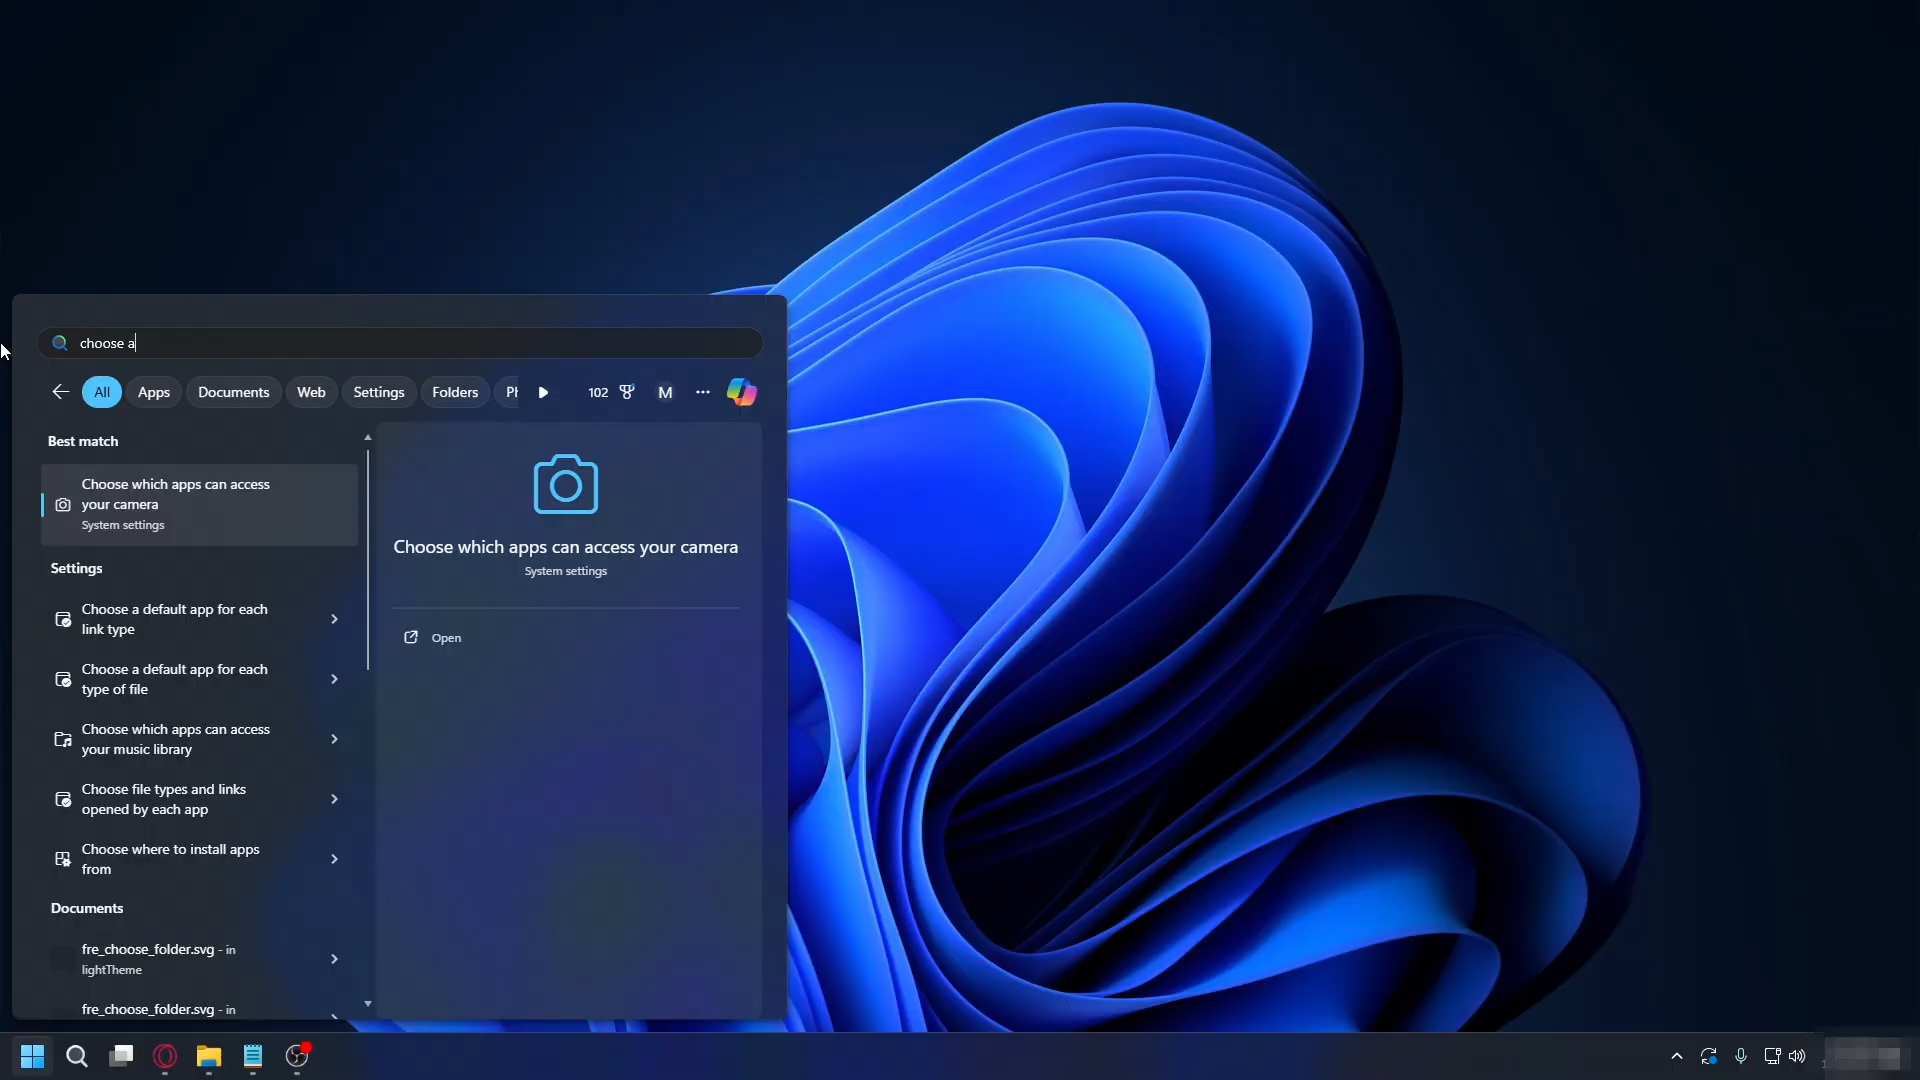 choose a
All Apps Documents Web Settings Folders 102 M
Best match
Choose which apps can access
your camera
System settings
Settings
Choose a default app for each
link type
Choose a default app for each
type of file
Choose which apps can access
your music library
Choose file types and links
opened by each app
Choose where to install apps
from
Documents
fre_choose_folder.svg - in
lightTheme
fre_choose_folder.svg - in
Choose which apps can access your camera
System settings
Open